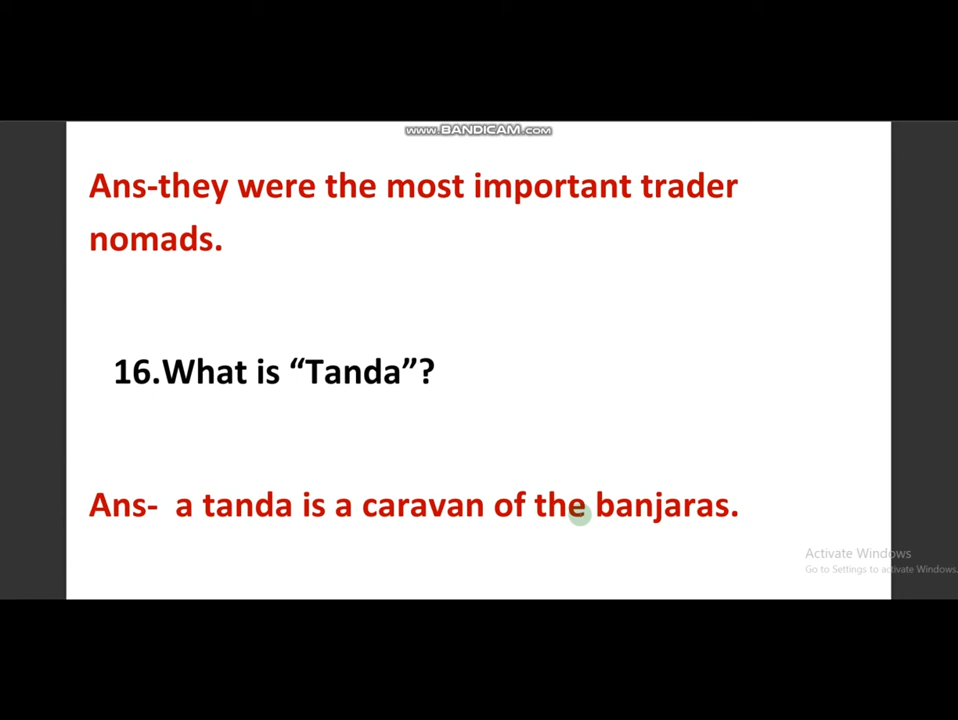 www.BANDICAM.com
Ans-they were the most important trader
nomads.
16.What is “Tanda”?
Ans-  a tanda is a caravan of the banjaras.
Activate Windows
Go to Settings to activate Windows.